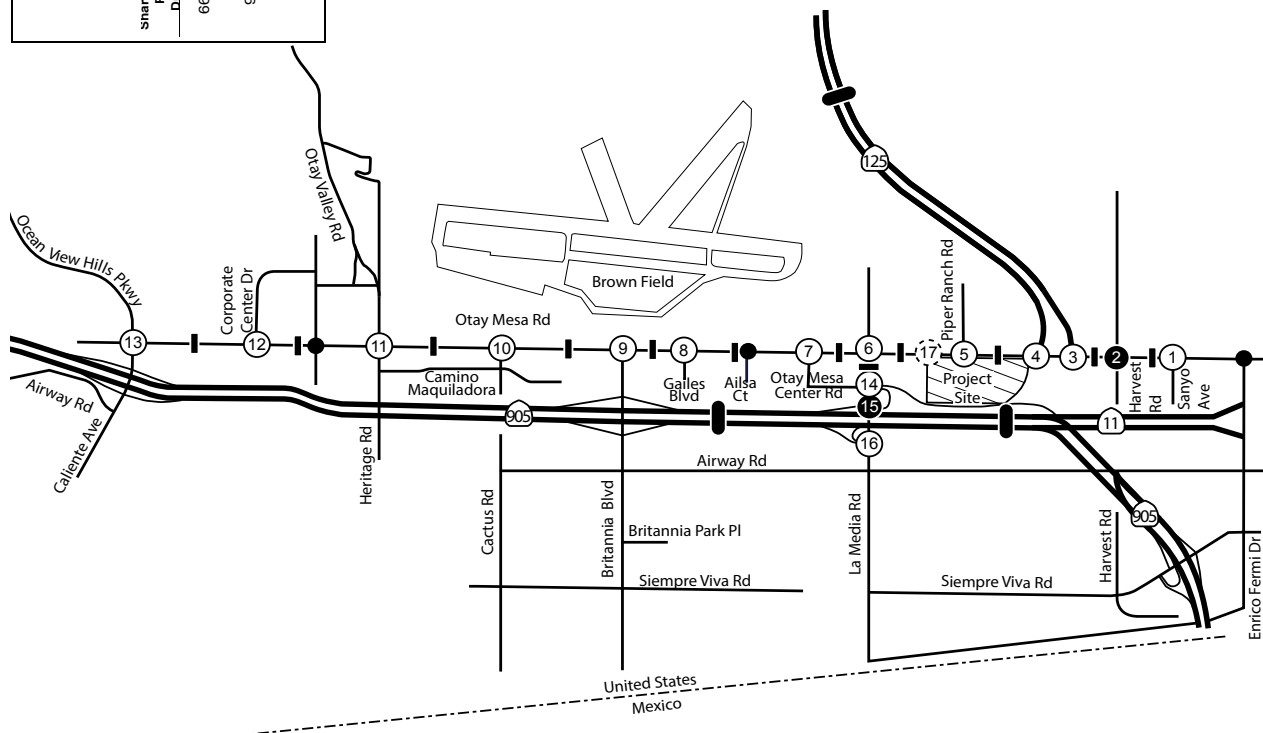 66
125
Otay Valley Rd
Ocean View Hills Pkwy
Corporate
Center Dr
Brown Field
Piper Ranch Rd
Otay Mesa Rd
13
12
11
10
9
8
7
6
17
5
4
3
2
1
Camino
Maquiladora
Gailes
Blvd
Ailsa
Ct
Otay Mesa
Center Rd
14
15
16
Project
Site
Harvest
Rd
Sanyo
Ave
Airway Rd
Caliente Ave
905
11
Heritage Rd
Airway Rd
Cactus Rd
Britannia Blvd
La Media Rd
Harvest Rd
905
Britannia Park Pl
Siempre Viva Rd
Siempre Viva Rd
Enrico Fermi Dr
United States
Mexico